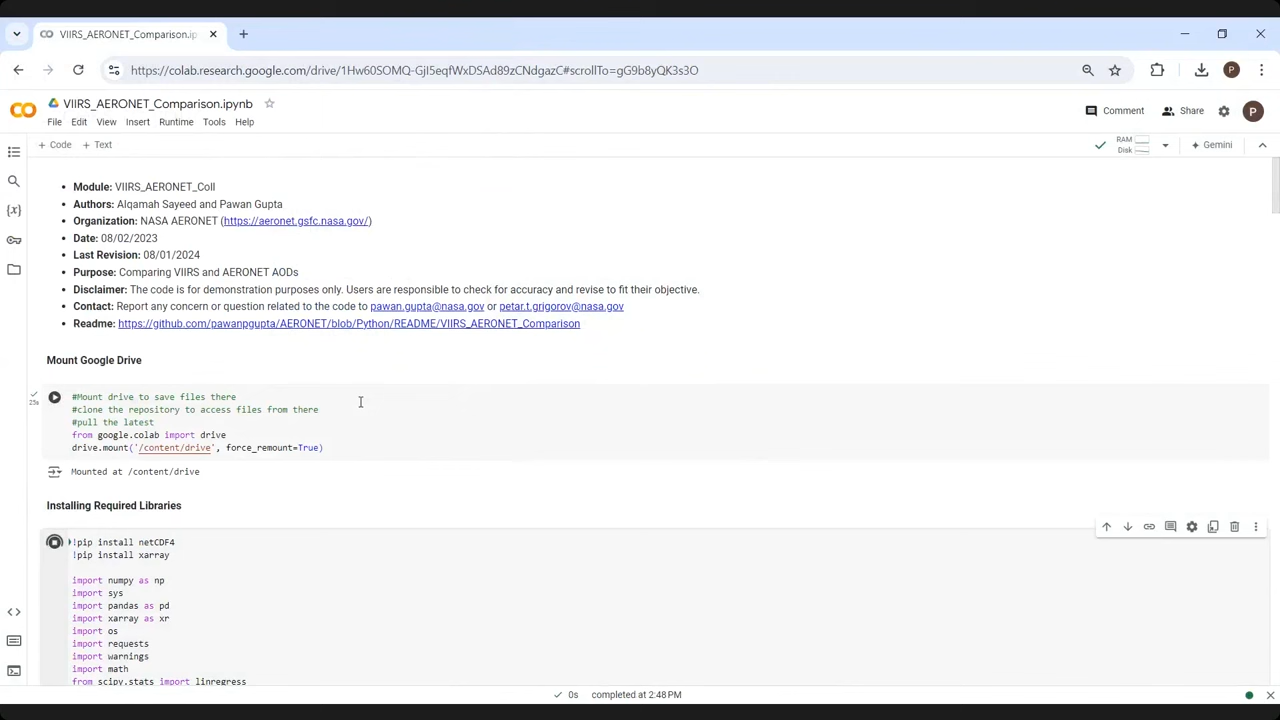 VIIRS_AERONET_Comparison.ip
https://colab.research.google.com/drive/1Hw60SOMQ-GJI5eqfWxDSAd89zCNdgazC#scrollTo=gG9b8yQK3s3O
P
VIIRS_AERONET_Comparison.ipynb
Comment
Share
P
File Edit View Insert Runtime Tools Help
+ Code + Text
RAM
Disk
Gemini
• Module: VIIRS_AERONET_Coll
• Authors: Alqamah Sayeed and Pawan Gupta
• Organization: NASA AERONET (https://aeronet.gsfc.nasa.gov/)
• Date: 08/02/2023
• Last Revision: 08/01/2024
• Purpose: Comparing VIIRS and AERONET AODs
• Disclaimer: The code is for demonstration purposes only. Users are responsible to check for accuracy and revise to fit their objective.
• Contact: Report any concern or question related to the code to pawan.gupta@nasa.gov or petar.t.grigorov@nasa.gov
• Readme: https://github.com/pawanpgupta/AERONET/blob/Python/README/VIIRS_AERONET_Comparison
Mount Google Drive
25s
#Mount drive to save files there
#clone the repository to access files from there
#pull the latest
from google.colab import drive
drive.mount('/content/drive', force_remount=True)
Mounted at /content/drive
Installing Required Libraries
!pip install netCDF4
!pip install xarray
import numpy as np
import sys
import pandas as pd
import xarray as xr
import os
import requests
import warnings
import math
from scipy.stats import linregress
0s completed at 2:48 PM